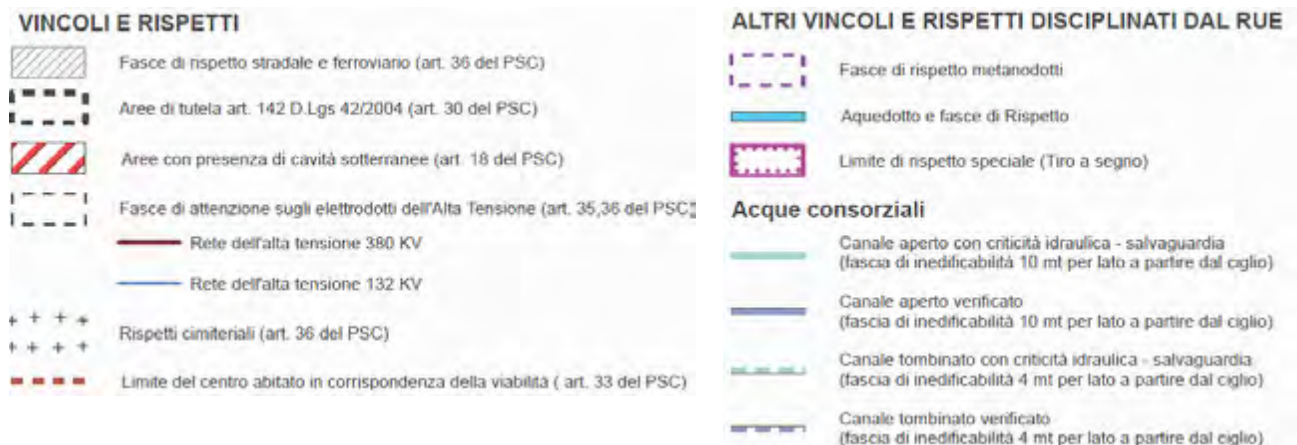 VINCOLI E RISPETTI
Fasce di rispetto stradale e ferroviario (art. 36 del PSC)
Aree di tutela art. 142 D.Lgs 42/2004 (art. 30 del PSC)
Aree con presenza di cavità sotterranee (art. 18 del PSC)
Fasce di attenzione sugli elettrodotti dell'Alta Tensione (art. 35,36 del PSC
Rete dell'alta tensione 380 KV
Rete dell'alta tensione 132 KV
Rispetti cimiteriali (art. 36 del PSC)
Limite del centro abitato in corrispondenza della viabilità ( art. 33 del PSC)
ALTRI VINCOLI E RISPETTI DISCIPLINATI DAL RUE
Fasce di rispetto metanodotti
Aquedotto e fasce di Rispetto
Limite di rispetto speciale (Tiro a segno)
Acque consorziali
Canale aperto con criticità idraulica - salvaguardia
(fascia di inedificabilità 10 mt per lato a partire dal ciglio)
Canale aperto verificato
(fascia di inedificabilità 10 mt per lato a partire dal ciglio)
Canale tombinato con criticità idraulica - salvaguardia
(fascia di inedificabilità 4 mt per lato a partire dal ciglio)
Canale tombinato verificato
(fascia di inedificabilità 4 mt per lato a partire dal ciglio)